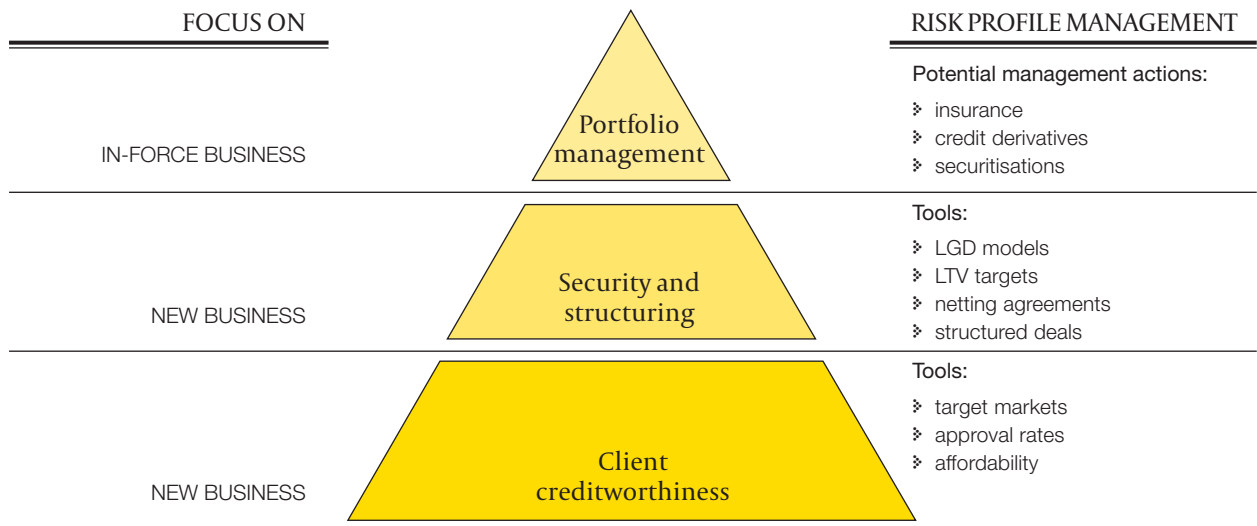 FOCUS ON
RISK PROFILE MANAGEMENT
IN-FORCE BUSINESS
Portfolio
management
Potential management actions:
insurance
credit derivatives
securitisations
NEW BUSINESS
Security and
structuring
Tools:
LGD models
LTV targets
netting agreements
structured deals
NEW BUSINESS
Client
creditworthiness
Tools:
target markets
approval rates
affordability